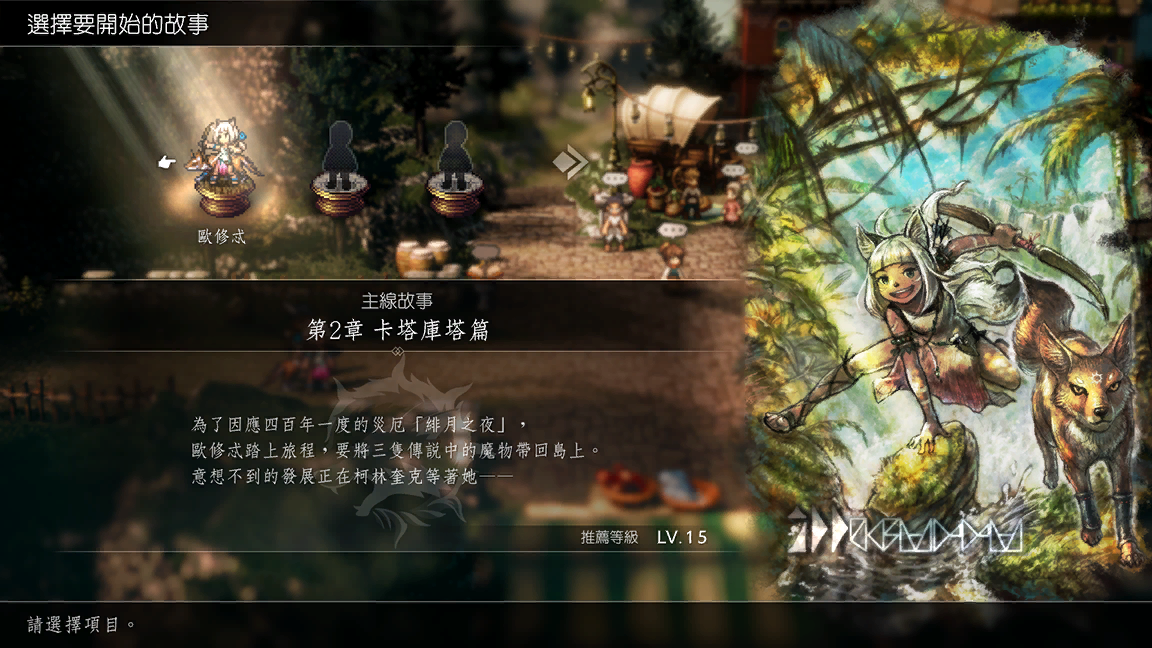 選擇要開始的故事
歐修忒
主線故事
第2章 卡塔庫塔篇
為了因應四百年一度的災厄「緋月之夜」，
歐修忒踏上旅程，要將三隻傳說中的魔物帶回島上。
意想不到的發展正在柯林奎克等著她──
推薦等級 LV.15
請選擇項目。